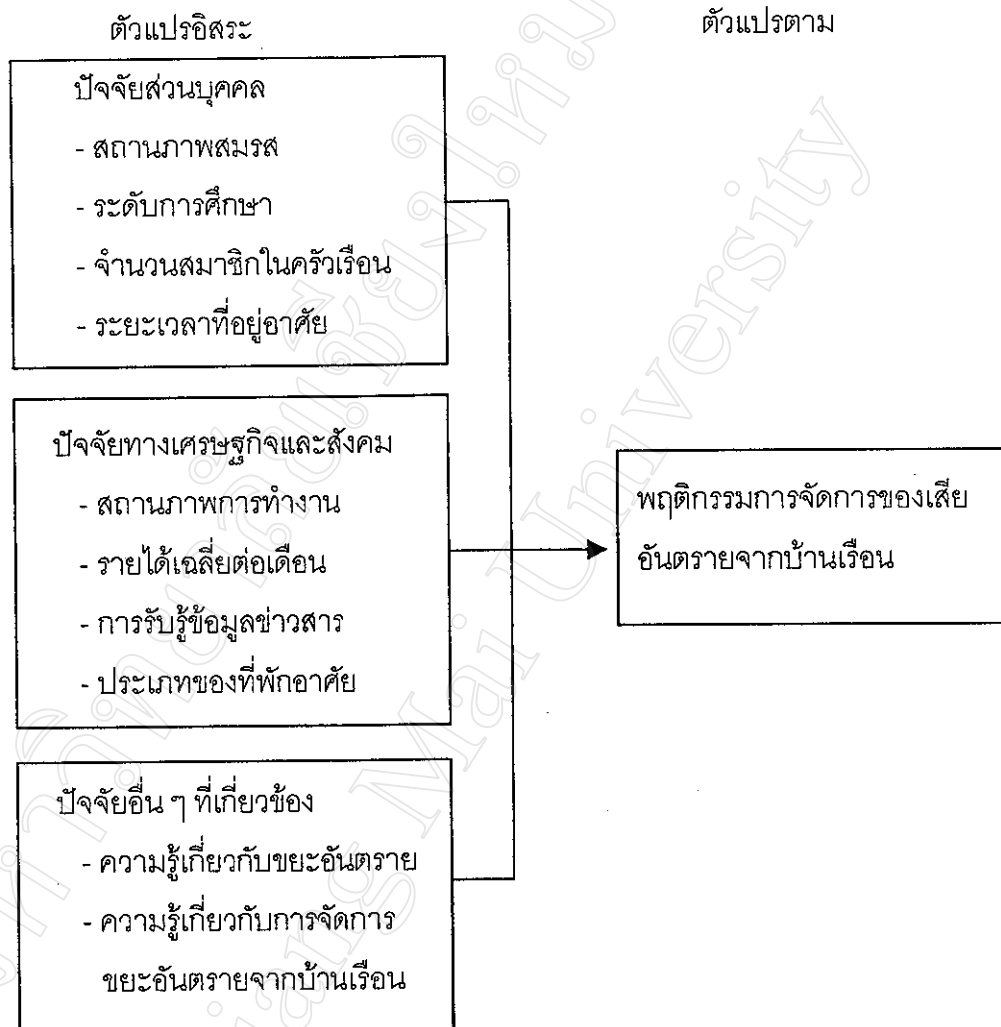 ตัวแปรอิสระ
ตัวแปรตาม
ปัจจัยส่วนบุคคล
- สถานภาพสมรส
- ระดับการศึกษา
- จำนวนสมาชิกในครัวเรือน
- ระยะเวลาที่อยู่อาศัย
ปัจจัยทางเศรษฐกิจและสังคม
- สถานภาพการทำงาน
- รายได้เฉลี่ยต่อเดือน
- การรับรู้ข้อมูลข่าวสาร
- ประเภทของที่พักอาศัย
พฤติกรรมการจัดการของเสีย
อันตรายจากบ้านเรือน
ปัจจัยอื่น ๆ ที่เกี่ยวข้อง
- ความรู้เกี่ยวกับขยะอันตราย
- ความรู้เกี่ยวกับการจัดการ
ขยะอันตรายจากบ้านเรือน
Mai University